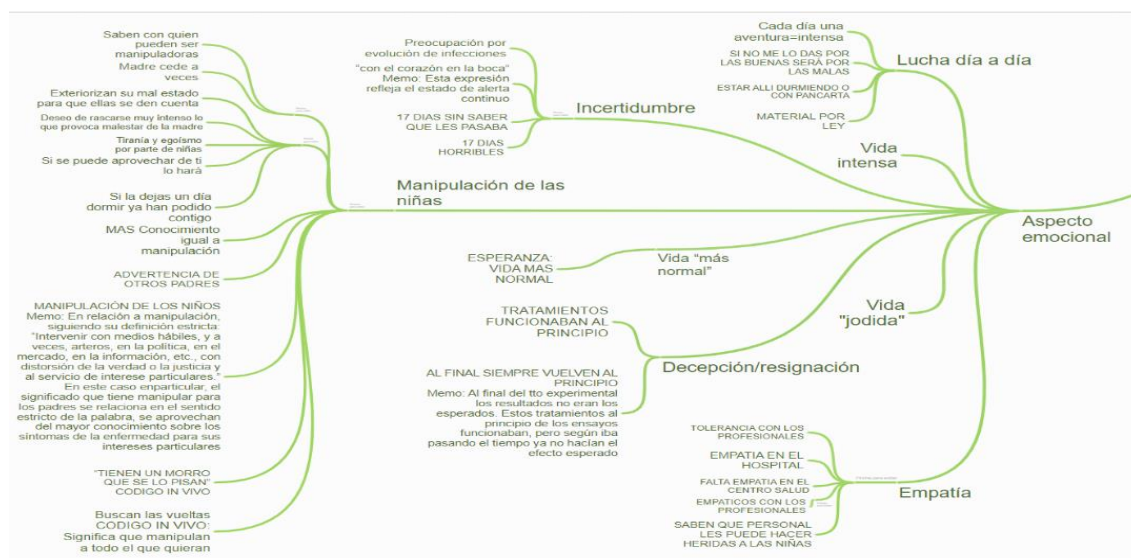 Saben con quien
pueden ser
manipuladoras
Madre cede a
veces
Exteriorizan su mal estado
para que ellas se den cuenta
Deseo de rascarse muy intenso lo
que provoca malestar de la madre
Tiranía y egoísmo
por parte de niñas
Si se puede aprovechar de ti
lo hará
Si la dejas un día
dormir ya han podido
contigo
MAS Conocimiento
igual a
manipulación
ADVERTENCIA DE
OTROS PADRES
MANIPULACIÓN DE LOS NIÑOS
Memo: En relación a manipulación,
siguiendo su definición estricta:
“Intervenir con medios hábiles, y a
veces, arteros, en la política, en el
mercado, en la información, etc., con
distorsión de la verdad o la justicia y
al servicio de interese particulares.”
En este caso enparticular, el
significado que tiene manipular para
los padres se relaciona en el sentido
estricto de la palabra, se aprovechan
del mayor conocimiento sobre los
síntomas de la enfermedad para sus
intereses particulares
“TIENEN UN MORRO
QUE SE LO PISAN”
CODIGO IN VIVO
Buscan las vueltas
CODIGO IN VIVO:
Significa que manipulan
a todo el que quieran
Manipulación de las
niñas
Preocupación por
evolución de infecciones
“con el corazón en la boca”
Memo: Esta expresión
refleja el estado de alerta
continuo
17 DIAS SIN SABER
QUE LES PASABA
17 DIAS
HORRIBLES
Incertidumbre
ESPERANZA:
VIDA MAS
NORMAL
Vida “más
normal”
TRATAMIENTOS
FUNCIONABAN AL
PRINCIPIO
AL FINAL SIEMPRE VUELVEN AL
PRINCIPIO
Memo: Al final del tto experimental
los resultados no eran los
esperados. Estos tratamientos al
principio de los ensayos
funcionaban, pero según iba
pasando el tiempo ya no hacían el
efecto esperado
Decepción/resignación
Cada día una
aventura=intensa
SI NO ME LO DAS POR
LAS BUENAS SERÁ POR
LAS MALAS
ESTAR ALLI DURMIENDO O
CON PANCARTA
MATERIAL POR
LEY
Lucha día a día
Vida
intensa
Aspecto
emocional
Vida
"jodida"
TOLERANCIA CON LOS
PROFESIONALES
EMPATIA EN EL
HOSPITAL
FALTA EMPATIA EN EL
CENTRO SALUD
EMPATICOS CON LOS
PROFESIONALES
SABEN QUE PERSONAL
LES PUEDE HACER
HERIDAS A LAS NIÑAS
Empatía